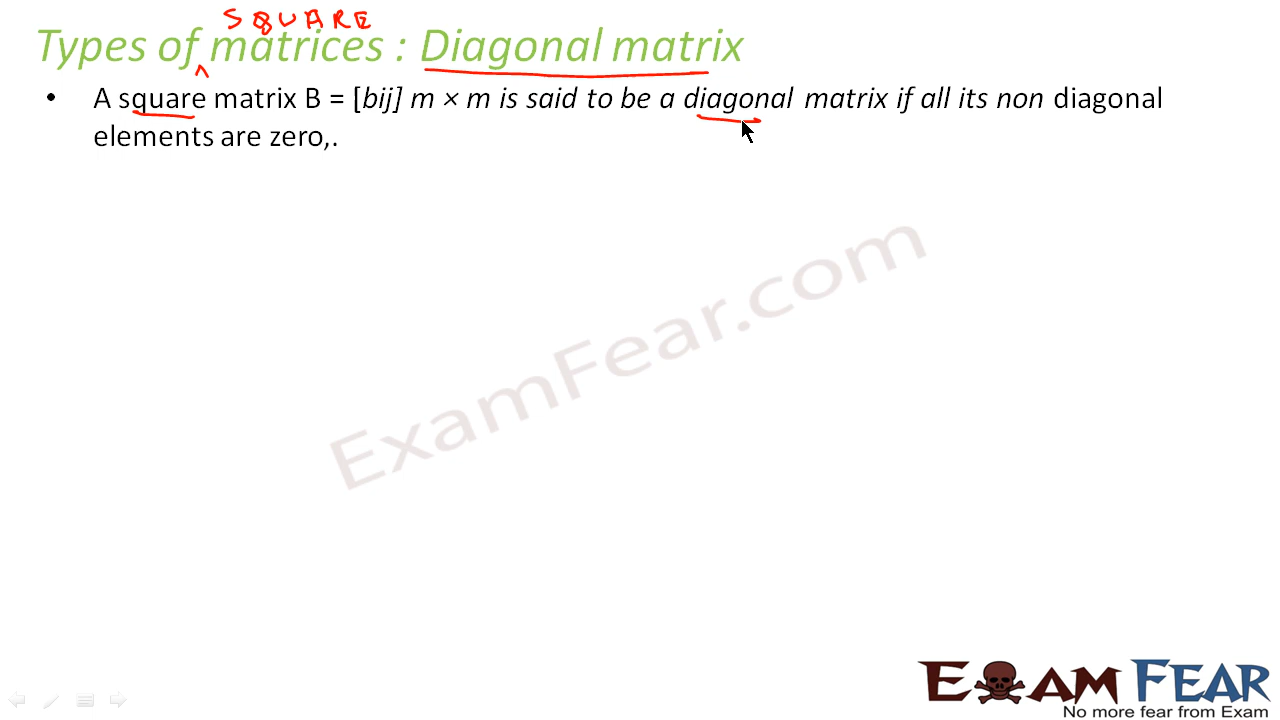 SQUARE
Types of ^ matrices : Diagonal matrix
• A square matrix B = [bij] m × m is said to be a diagonal matrix if all its non diagonal
elements are zero,.
ExamFear.com
EXAM FEAR
No more fear from Exam